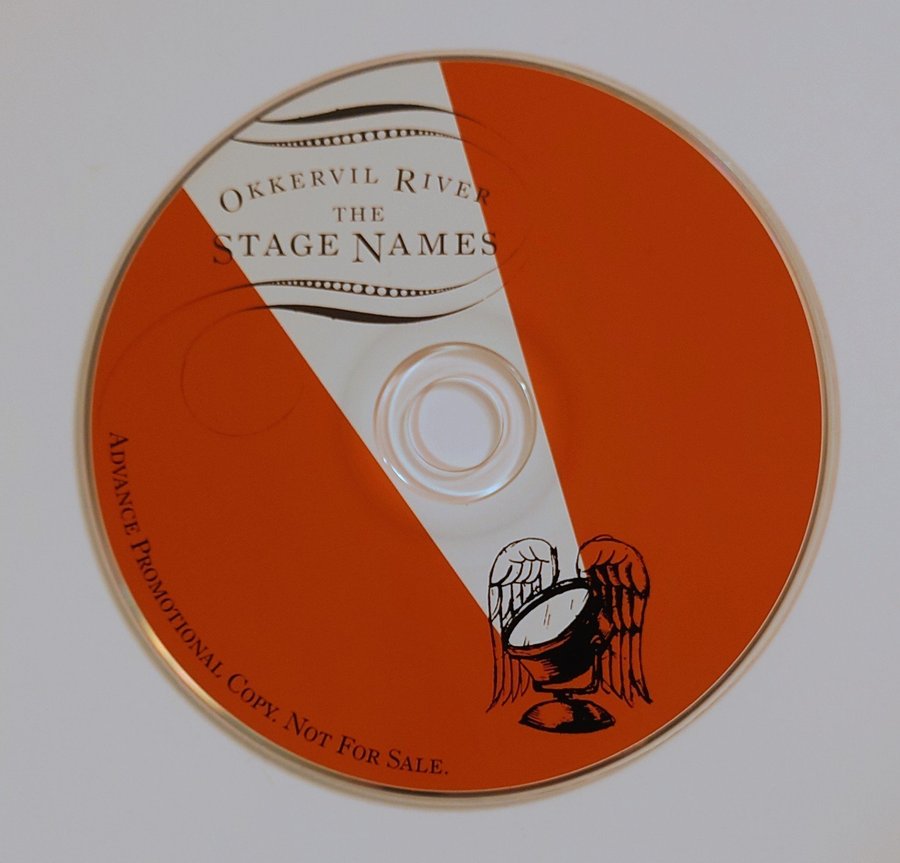 OKKERVIL RIVER
THE
STAGE NAMES
ADVANCE PROMOTIONAL COPY. NOT FOR SALE.